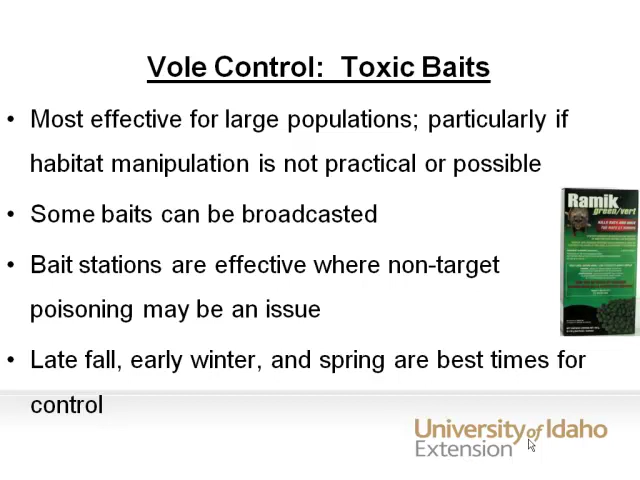 Vole Control:  Toxic Baits
• Most effective for large populations; particularly if
habitat manipulation is not practical or possible
• Some baits can be broadcasted
• Bait stations are effective where non-target
poisoning may be an issue
• Late fall, early winter, and spring are best times for
control
Ramik
green/vert
University of Idaho
Extension